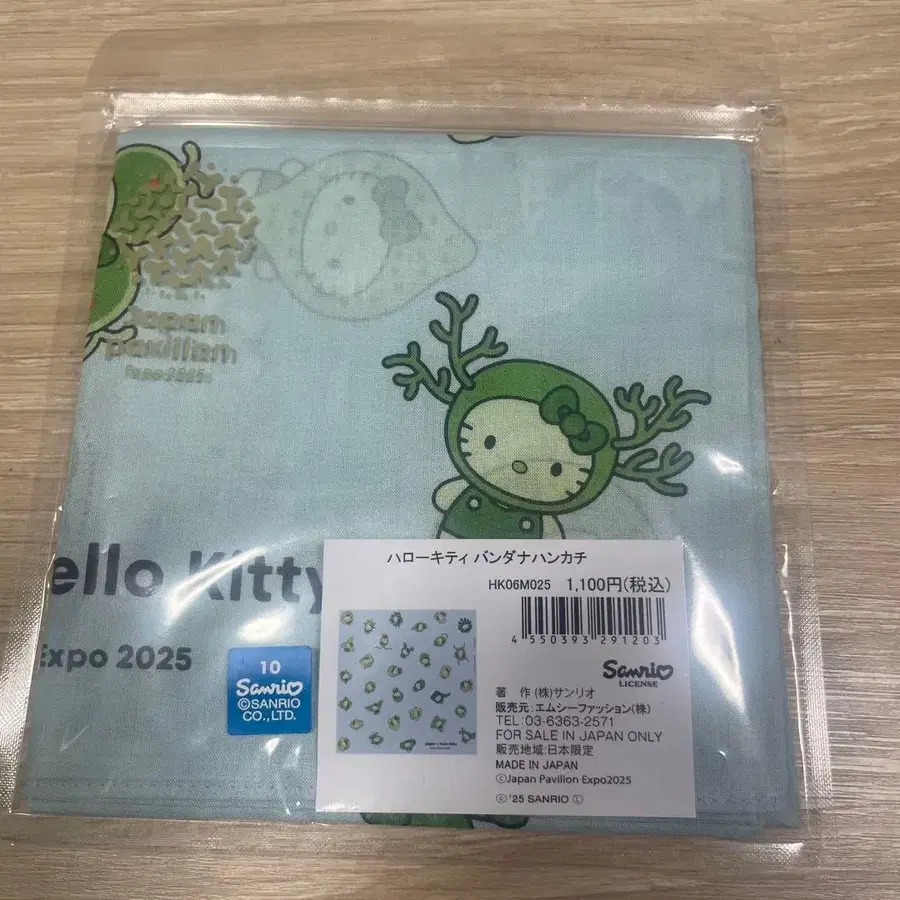 Japan
pavilion
Expo 2025
ello Kitty
Expo 2025
10
Sanrio
©SANRIO
CO., LTD.
ハローキティ バンダナハンカチ
HK06M025 1,100円(税込)
4 550393 291203
Sanrio
LICENSE
著 作 (株)サンリオ
販売元:エムシーファッション(株)
TEL:03-6363-2571
FOR SALE IN JAPAN ONLY
販売地域:日本限定
MADE IN JAPAN
©Japan Pavilion Expo2025
©'25 SANRIO Ⓛ